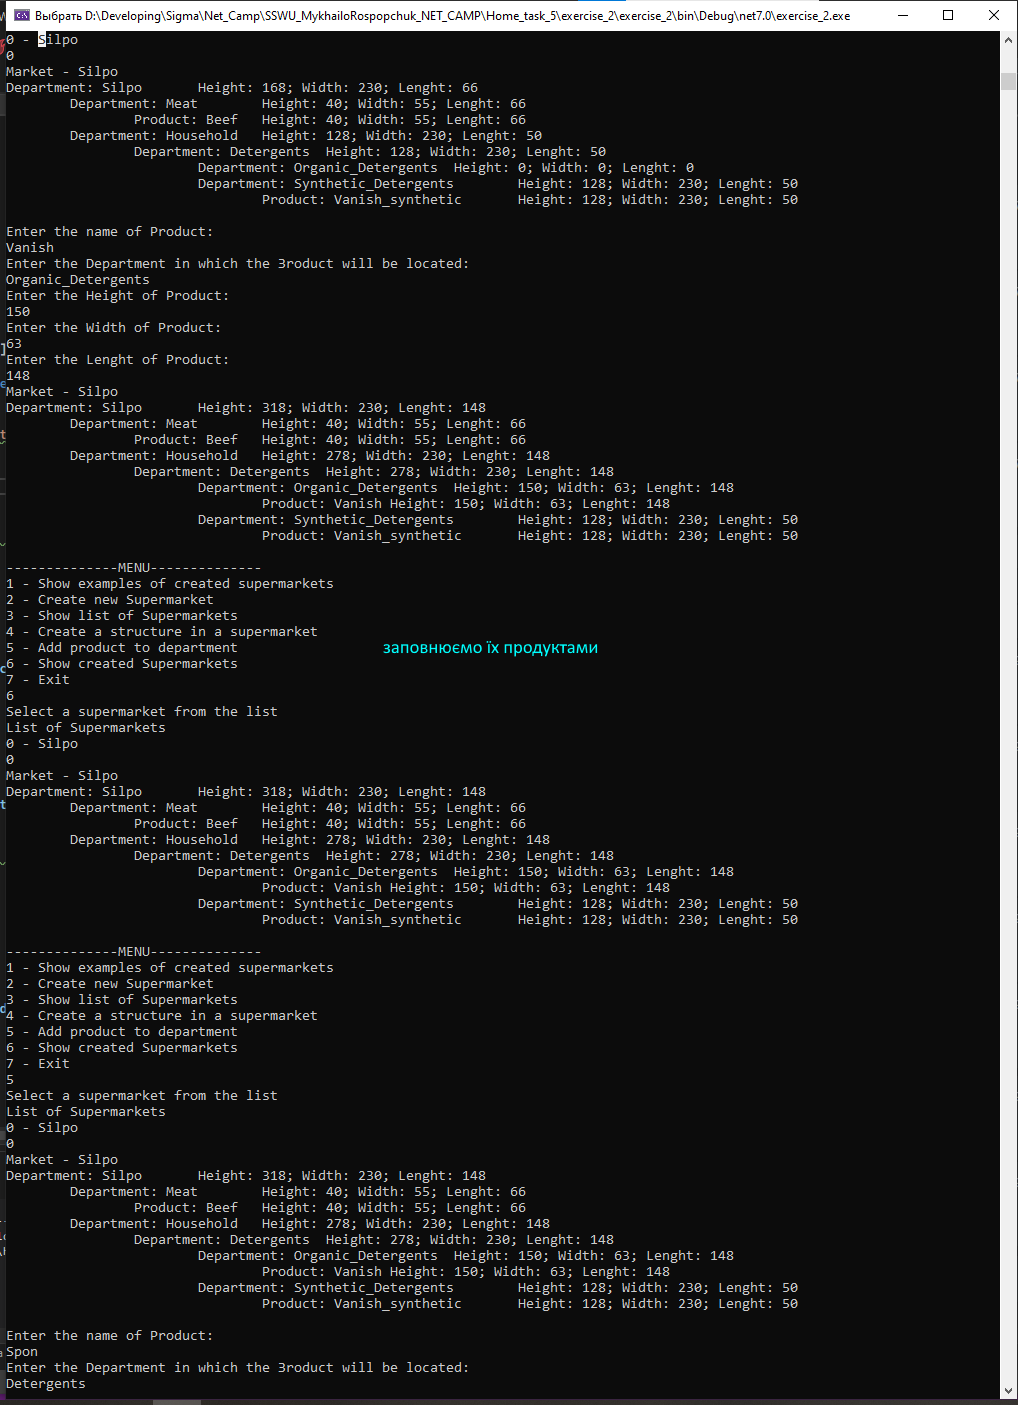 Выбрать D:\Developing\Sigma\Net_Camp\SSWU_MykhailoRospopchuk_NET_CAMP\Home_task_5\exercise_2\exercise_2\bin\Debug\net7.0\exercise_2.exe
0 - Silpo
0
Market - Silpo
Department: Silpo Height: 168; Width: 230; Lenght: 66
Department: Meat Height: 40; Width: 55; Lenght: 66
Product: Beef Height: 40; Width: 55; Lenght: 66
Department: Household Height: 128; Width: 230; Lenght: 50
Department: Detergents Height: 128; Width: 230; Lenght: 50
Department: Organic_Detergents Height: 0; Width: 0; Lenght: 0
Department: Synthetic_Detergents Height: 128; Width: 230; Lenght: 50
Product: Vanish_synthetic Height: 128; Width: 230; Lenght: 50
Enter the name of Product:
Vanish
Enter the Department in which the 3roduct will be located:
Organic_Detergents
Enter the Height of Product:
150
Enter the Width of Product:
63
Enter the Lenght of Product:
148
Market - Silpo
Department: Silpo Height: 318; Width: 230; Lenght: 148
Department: Meat Height: 40; Width: 55; Lenght: 66
Product: Beef Height: 40; Width: 55; Lenght: 66
Department: Household Height: 278; Width: 230; Lenght: 148
Department: Detergents Height: 278; Width: 230; Lenght: 148
Department: Organic_Detergents Height: 150; Width: 63; Lenght: 148
Product: Vanish Height: 150; Width: 63; Lenght: 148
Department: Synthetic_Detergents Height: 128; Width: 230; Lenght: 50
Product: Vanish_synthetic Height: 128; Width: 230; Lenght: 50
--------------MENU--------------
1 - Show examples of created supermarkets
2 - Create new Supermarket
3 - Show list of Supermarkets
4 - Create a structure in a supermarket
5 - Add product to department
заповнюємо їх продуктами
6 - Show created Supermarkets
7 - Exit
6
Select a supermarket from the list
List of Supermarkets
0 - Silpo
0
Market - Silpo
Department: Silpo Height: 318; Width: 230; Lenght: 148
Department: Meat Height: 40; Width: 55; Lenght: 66
Product: Beef Height: 40; Width: 55; Lenght: 66
Department: Household Height: 278; Width: 230; Lenght: 148
Department: Detergents Height: 278; Width: 230; Lenght: 148
Department: Organic_Detergents Height: 150; Width: 63; Lenght: 148
Product: Vanish Height: 150; Width: 63; Lenght: 148
Department: Synthetic_Detergents Height: 128; Width: 230; Lenght: 50
Product: Vanish_synthetic Height: 128; Width: 230; Lenght: 50
--------------MENU--------------
1 - Show examples of created supermarkets
2 - Create new Supermarket
3 - Show list of Supermarkets
4 - Create a structure in a supermarket
5 - Add product to department
6 - Show created Supermarkets
7 - Exit
5
Select a supermarket from the list
List of Supermarkets
0 - Silpo
0
Market - Silpo
Department: Silpo Height: 318; Width: 230; Lenght: 148
Department: Meat Height: 40; Width: 55; Lenght: 66
Product: Beef Height: 40; Width: 55; Lenght: 66
Department: Household Height: 278; Width: 230; Lenght: 148
Department: Detergents Height: 278; Width: 230; Lenght: 148
Department: Organic_Detergents Height: 150; Width: 63; Lenght: 148
Product: Vanish Height: 150; Width: 63; Lenght: 148
Department: Synthetic_Detergents Height: 128; Width: 230; Lenght: 50
Product: Vanish_synthetic Height: 128; Width: 230; Lenght: 50
Enter the name of Product:
Spon
Enter the Department in which the 3roduct will be located:
Detergents